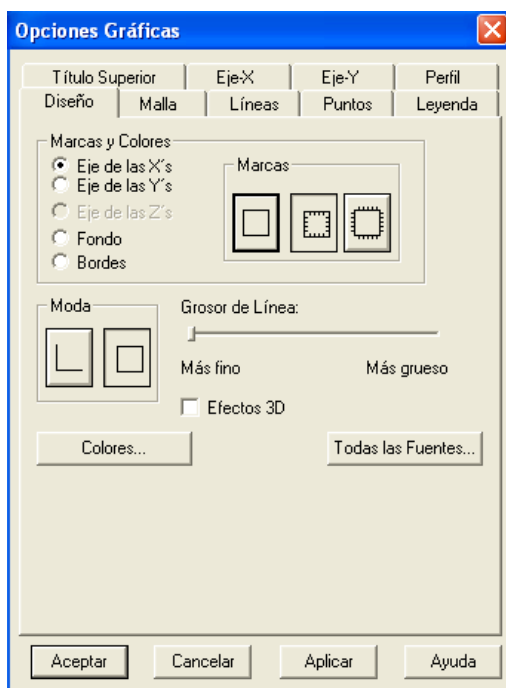 Opciones Gráficas
Título Superior Eje-X Eje-Y Perfil
Diseño Malla Líneas Puntos Leyenda
Marcas y Colores
Eje de las X´s
Eje de las Y´s
Eje de las Z´s
Fondo
Bordes
Marcas
Moda
Grosor de Línea:
Más fino Más grueso
Efectos 3D
Colores... Todas las Fuentes...
Aceptar Cancelar Aplicar Ayuda